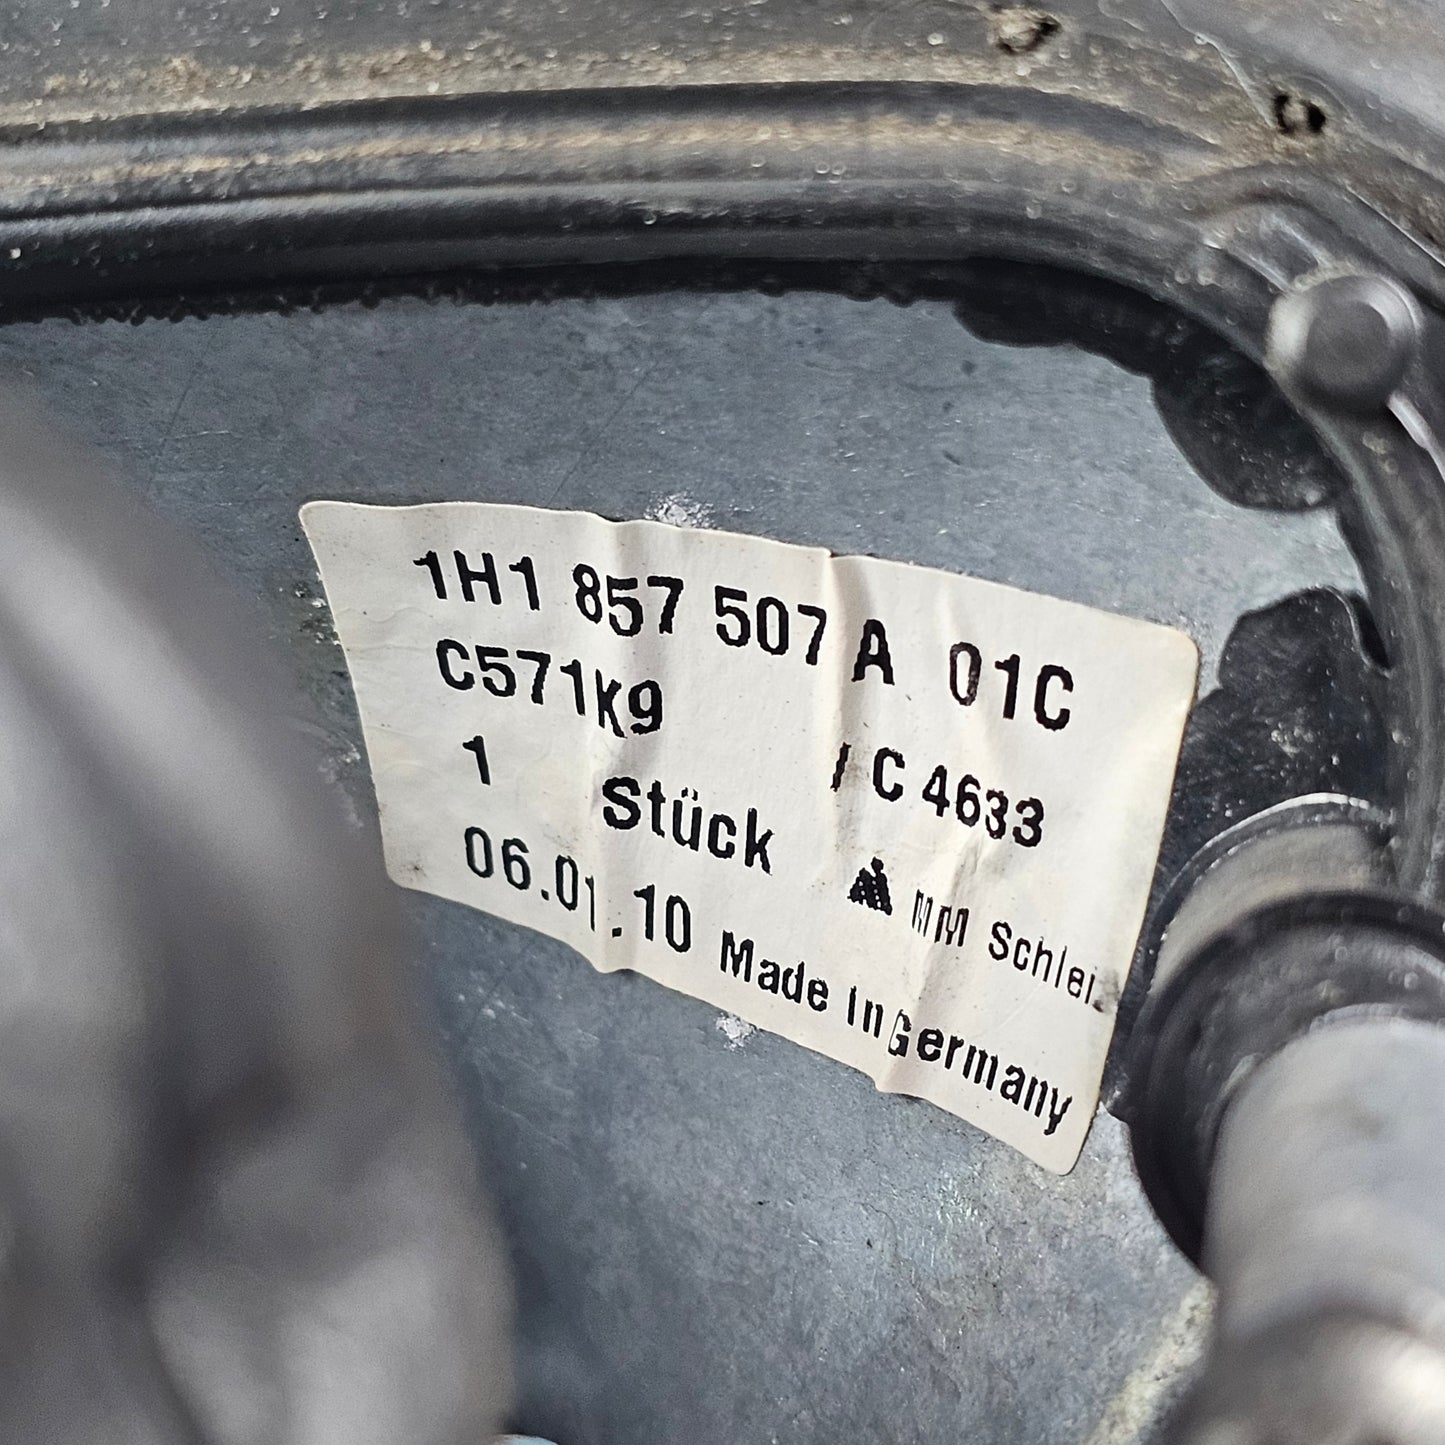 1H1 857 507 A 01C
C571K9
1 Stück / C 4633
06.01.10 MM Schlei
Made in Germany